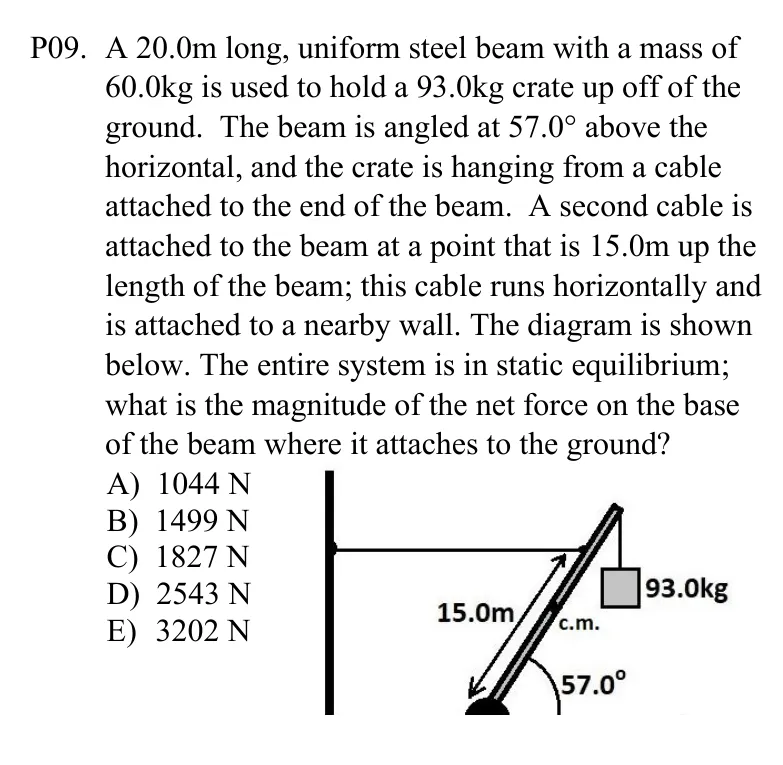 P09. A 20.0m long, uniform steel beam with a mass of
60.0kg is used to hold a 93.0kg crate up off of the
ground. The beam is angled at 57.0° above the
horizontal, and the crate is hanging from a cable
attached to the end of the beam. A second cable is
attached to the beam at a point that is 15.0m up the
length of the beam; this cable runs horizontally and
is attached to a nearby wall. The diagram is shown
below. The entire system is in static equilibrium;
what is the magnitude of the net force on the base
of the beam where it attaches to the ground?
A) 1044 N
B) 1499 N
C) 1827 N
D) 2543 N
E) 3202 N
93.0kg
15.0m
c.m.
57.0°